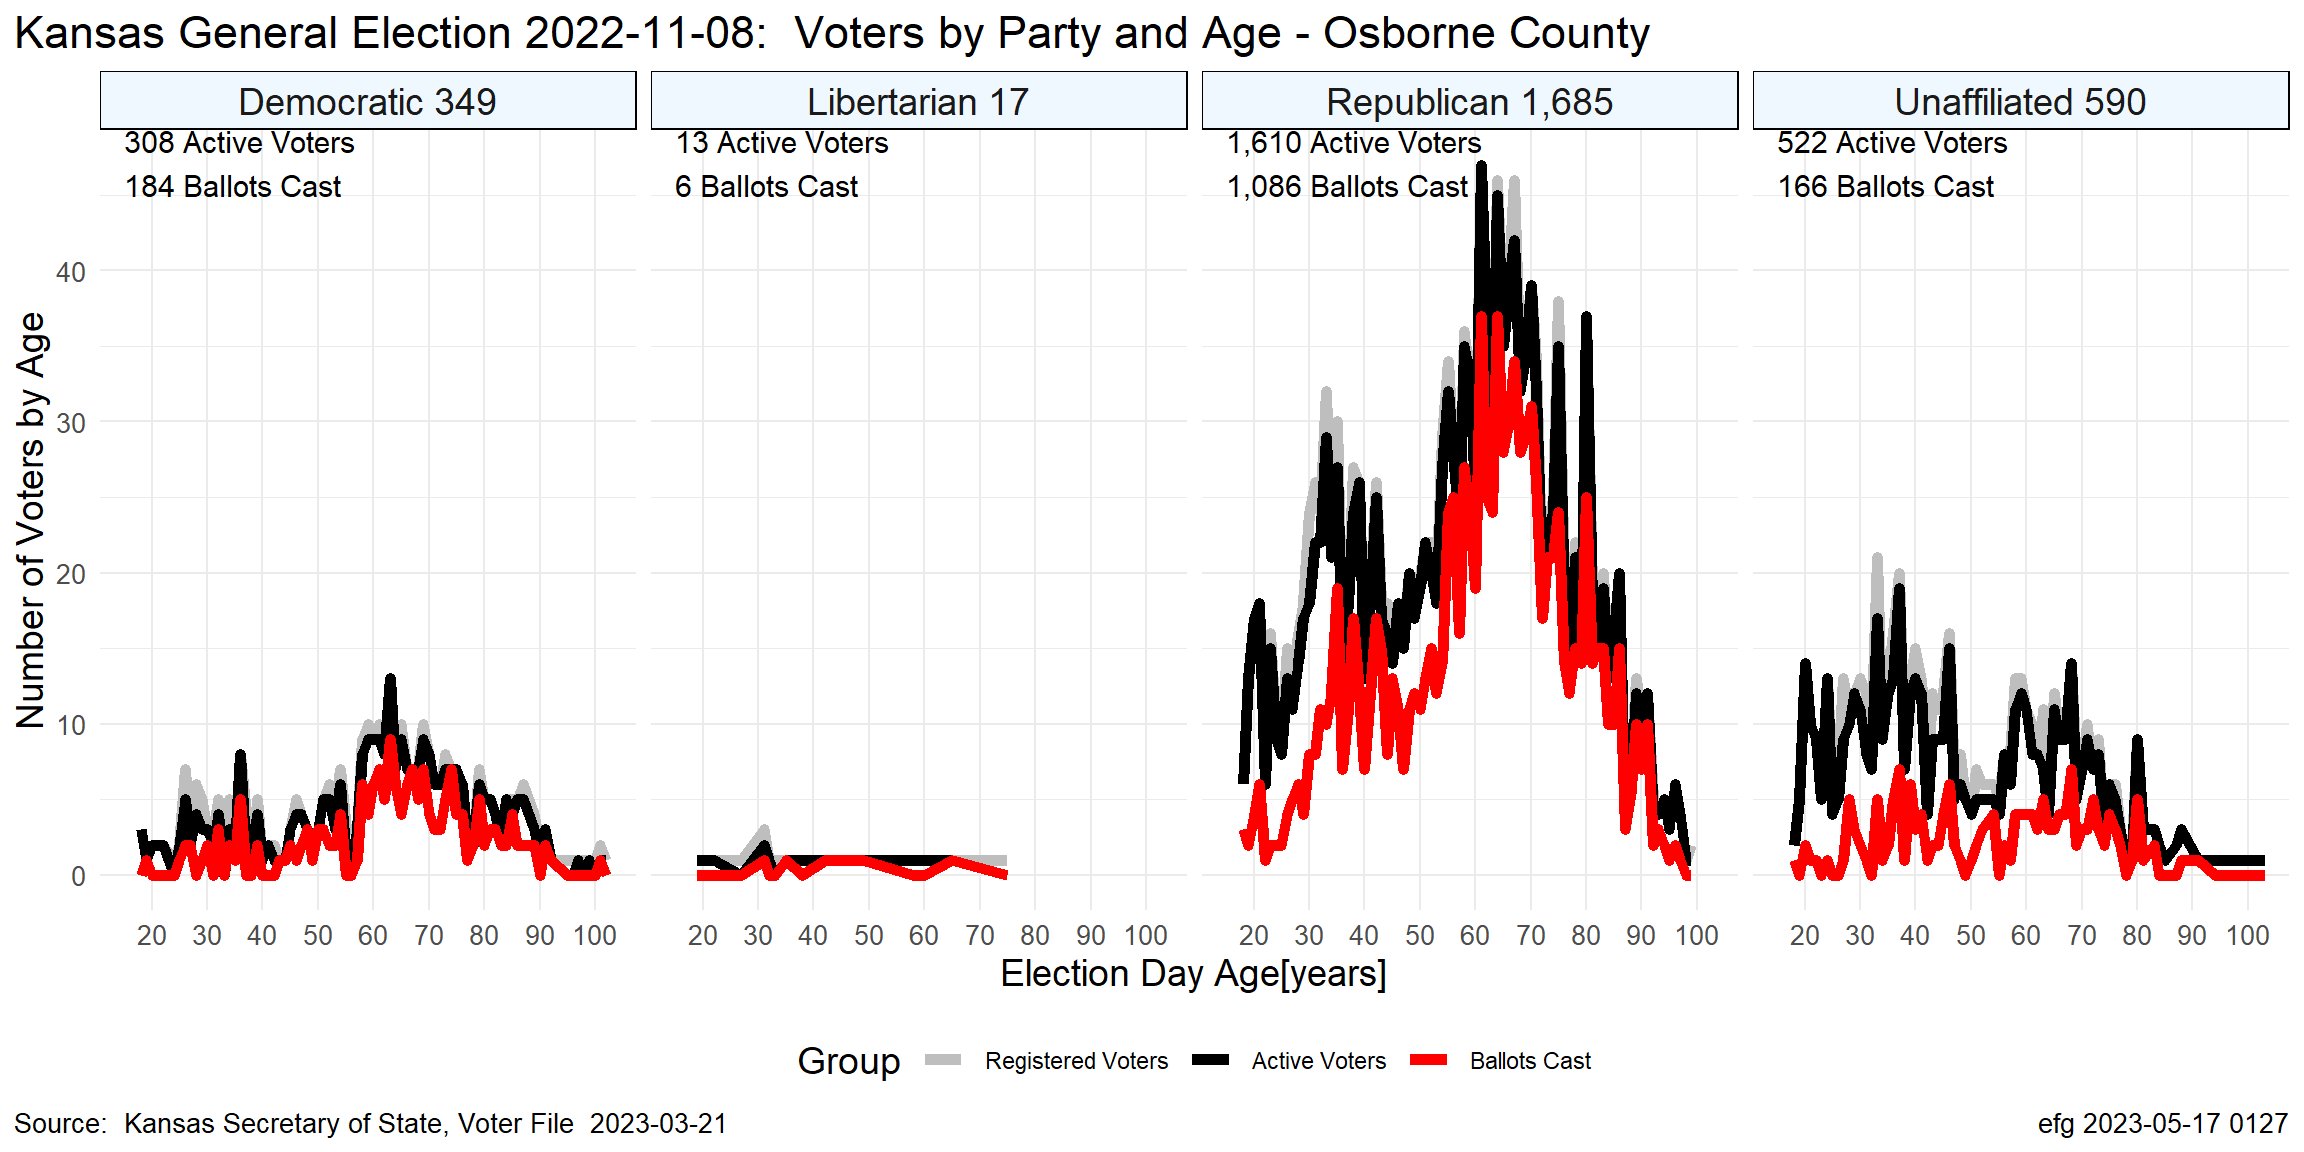 Kansas General Election 2022-11-08:  Voters by Party and Age - Osborne County
Democratic 349
Libertarian 17
Republican 1,685
Unaffiliated 590
308 Active Voters
184 Ballots Cast
13 Active Voters
6 Ballots Cast
1,610 Active Voters
1,086 Ballots Cast
522 Active Voters
166 Ballots Cast
Number of Voters by Age
40
30
20
10
0
20 30 40 50 60 70 80 90 100
20 30 40 50 60 70 80 90 100
20 30 40 50 60 70 80 90 100
20 30 40 50 60 70 80 90 100
Election Day Age[years]
Group
Registered Voters
Active Voters
Ballots Cast
Source:  Kansas Secretary of State, Voter File  2023-03-21
efg 2023-05-17 0127